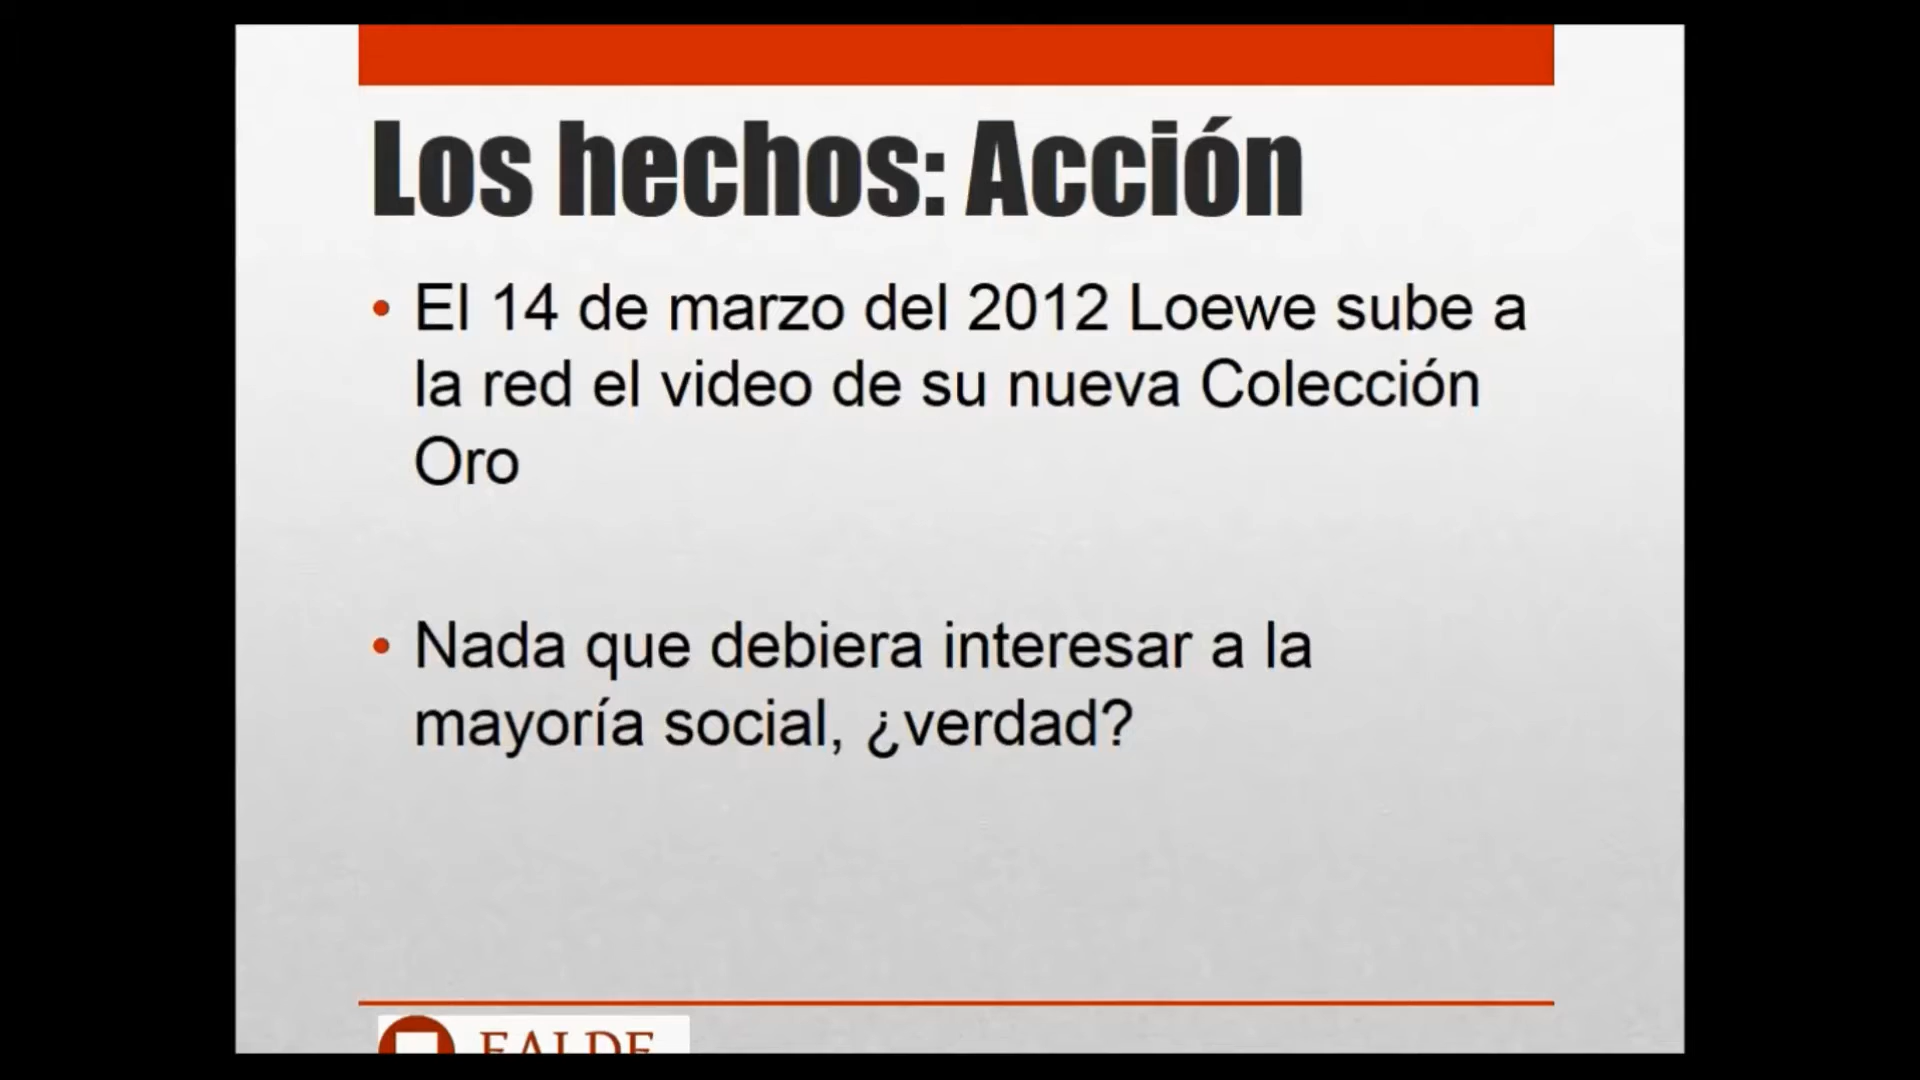 Los hechos: Acción
• El 14 de marzo del 2012 Loewe sube a
la red el video de su nueva Colección
Oro
• Nada que debiera interesar a la
mayoría social, ¿verdad?
EALDE